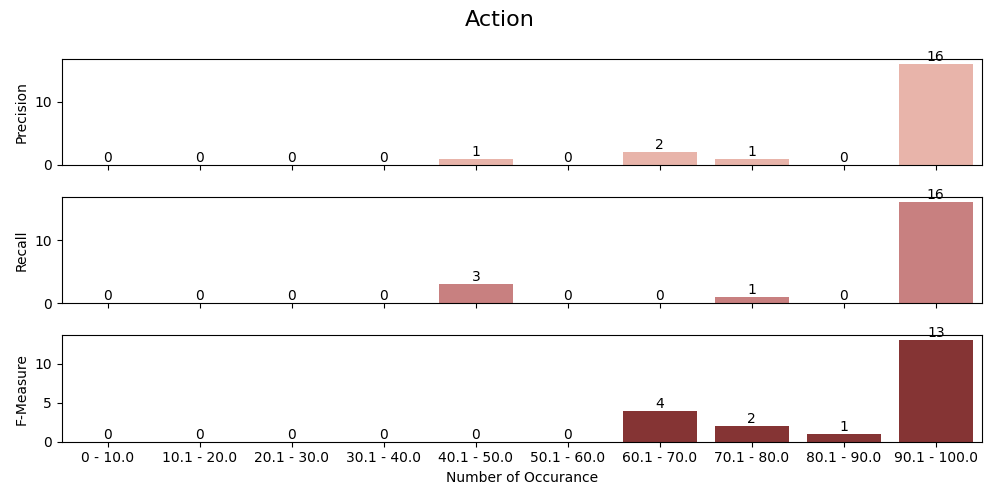 Action
Precision
10
0
0 0 0 0 1 0 2 1 0 16
Recall
10
0
0 0 0 0 3 0 0 1 0 16
F-Measure
10
5
0
0 0 0 0 0 0 4 2 1 13
0 - 10.0 10.1 - 20.0 20.1 - 30.0 30.1 - 40.0 40.1 - 50.0 50.1 - 60.0 60.1 - 70.0 70.1 - 80.0 80.1 - 90.0 90.1 - 100.0
Number of Occurance